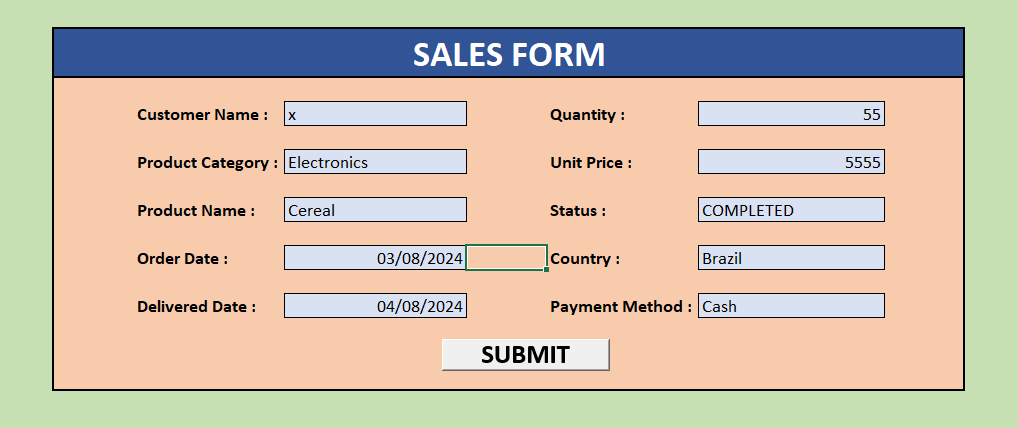 SALES FORM
Customer Name : x Quantity : 55
Product Category : Electronics Unit Price : 5555
Product Name : Cereal Status : COMPLETED
Order Date : 03/08/2024 Country : Brazil
Delivered Date : 04/08/2024 Payment Method : Cash
SUBMIT